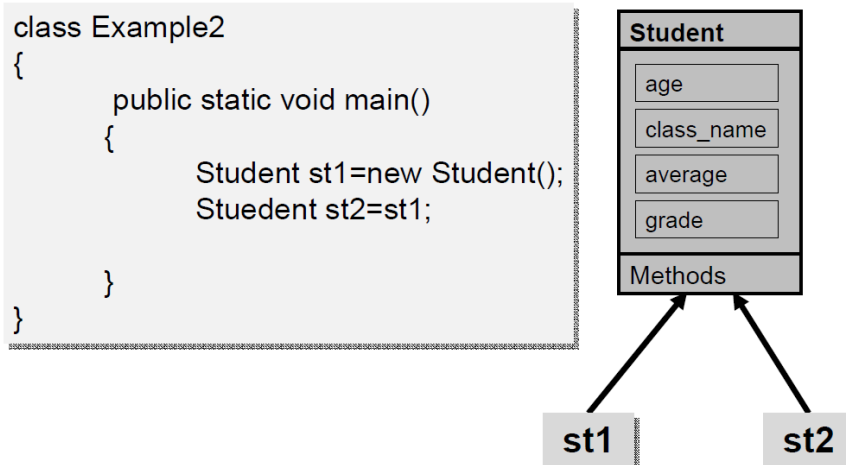 class Example2
{
public static void main()
{
Student st1=new Student();
Stuedent st2=st1;
}
}
Student
age
class_name
average
grade
Methods
st1
st2